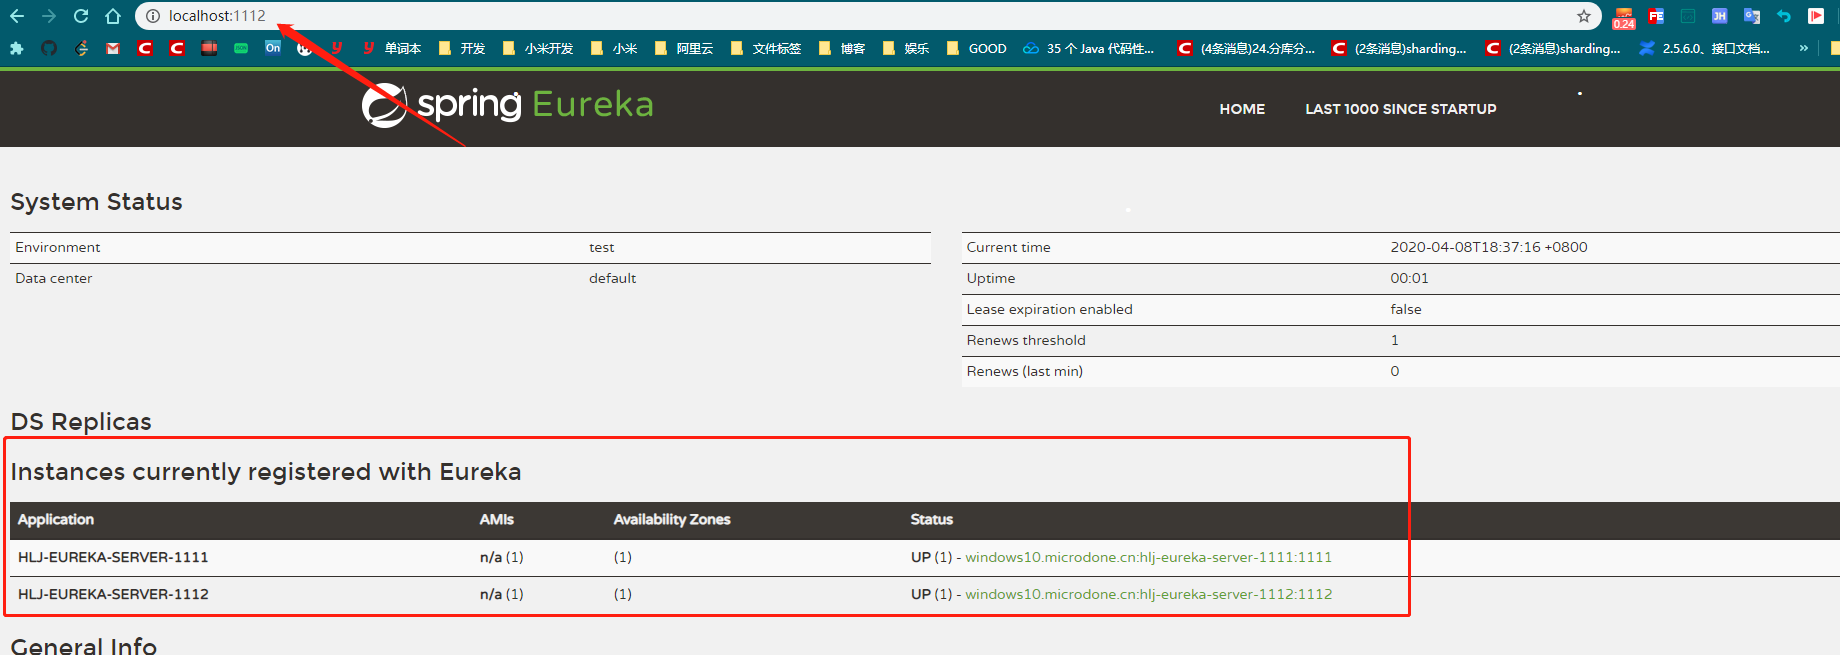 localhost:1112
0.24
FE
JH
On
单词本
开发
小米开发
小米
阿里云
文件标签
博客
娱乐
GOOD
35 个 Java 代码性...
(4条消息)24.分库分...
(2条消息)sharding...
(2条消息)sharding...
2.5.6.0、接口文档...
»
spring Eureka
HOME
LAST 1000 SINCE STARTUP
System Status
Environment test
Data center default
Current time 2020-04-08T18:37:16 +0800
Uptime 00:01
Lease expiration enabled false
Renews threshold 1
Renews (last min) 0
DS Replicas
Instances currently registered with Eureka
Application AMIs Availability Zones Status
HLJ-EUREKA-SERVER-1111 n/a (1) (1) UP (1) - windows10.microdone.cn:hlj-eureka-server-1111:1111
HLJ-EUREKA-SERVER-1112 n/a (1) (1) UP (1) - windows10.microdone.cn:hlj-eureka-server-1112:1112
General Info